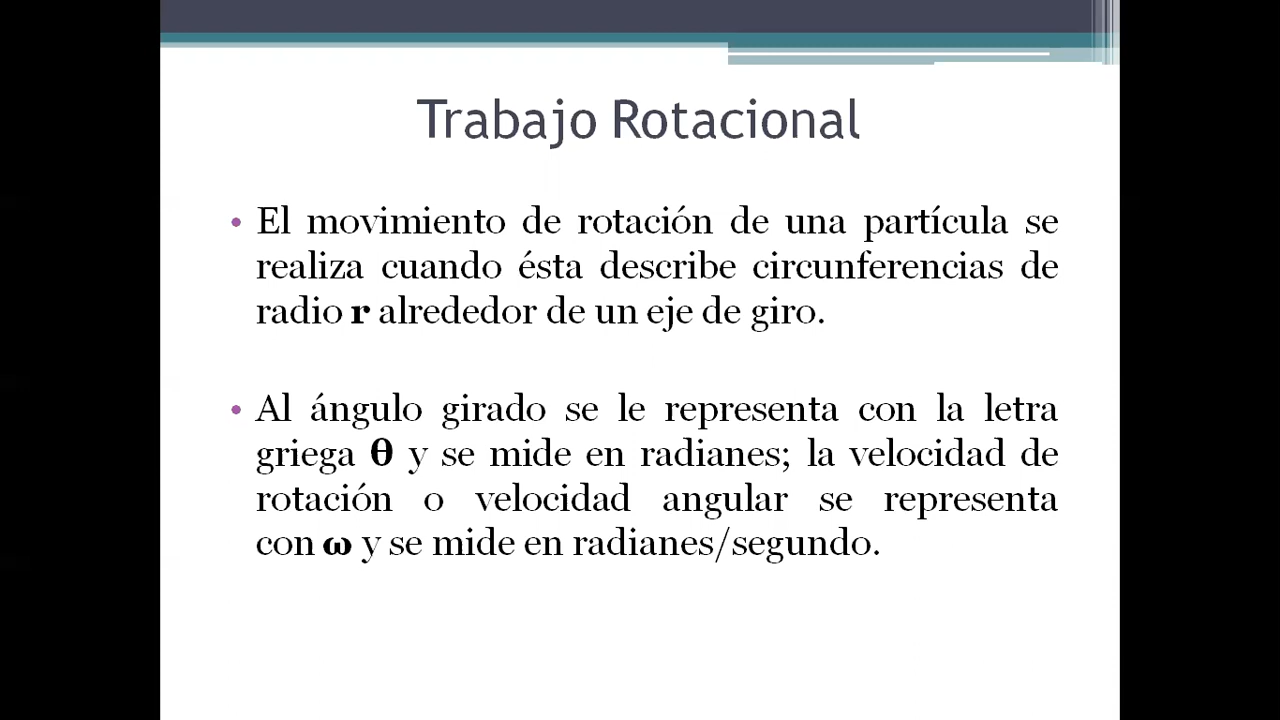 Trabajo Rotacional
• El movimiento de rotación de una partícula se
realiza cuando ésta describe circunferencias de
radio r alrededor de un eje de giro.
• Al ángulo girado se le representa con la letra
griega θ y se mide en radianes; la velocidad de
rotación o velocidad angular se representa
con ω y se mide en radianes/segundo.